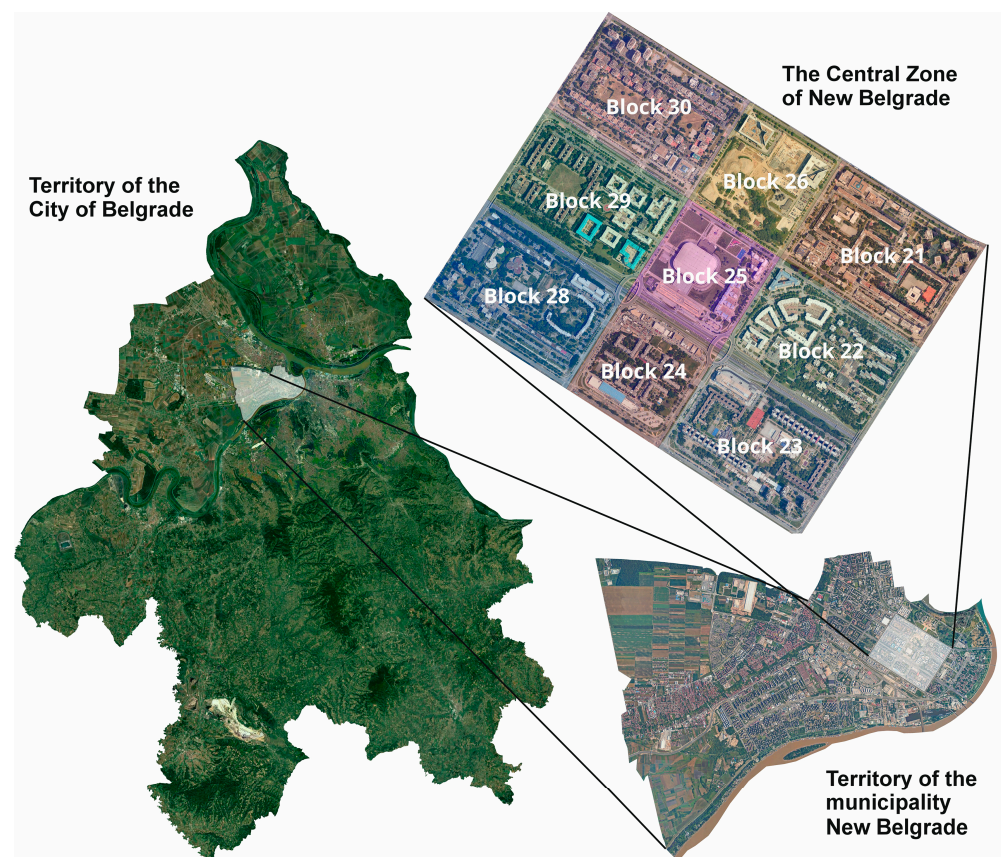 The Central Zone
of New Belgrade
Block 30
Block 26
Block 29
Block 21
Block 25
Block 28
Block 22
Block 24
Block 23
Territory of the
City of Belgrade
Territory of the
municipality
New Belgrade